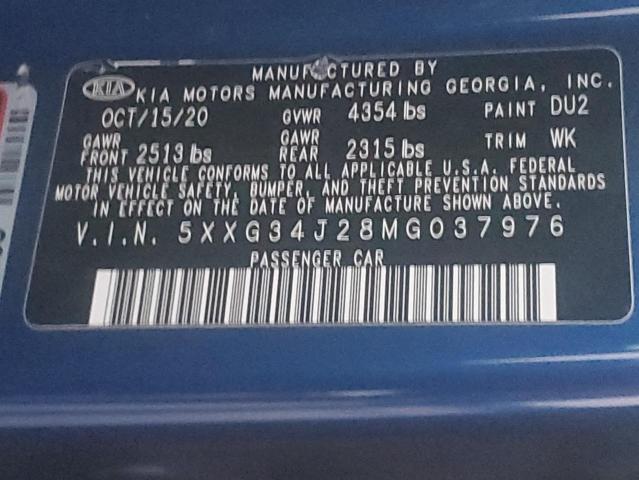 MANUFACTURED BY
KIA KIA MOTORS MANUFACTURING GEORGIA, INC.
OCT/15/20 GVWR 4354 lbs PAINT DU2
GAWR FRONT 2513 lbs GAWR REAR 2315 lbs TRIM WK
THIS VEHICLE CONFORMS TO ALL APPLICABLE U.S.A. FEDERAL
MOTOR VEHICLE SAFETY, BUMPER, AND THEFT PREVENTION STANDARDS
IN EFFECT ON THE DATE OF MANUFACTURE SHOWN ABOVE.
V.I.N. 5XXG34J28MG037976
PASSENGER CAR